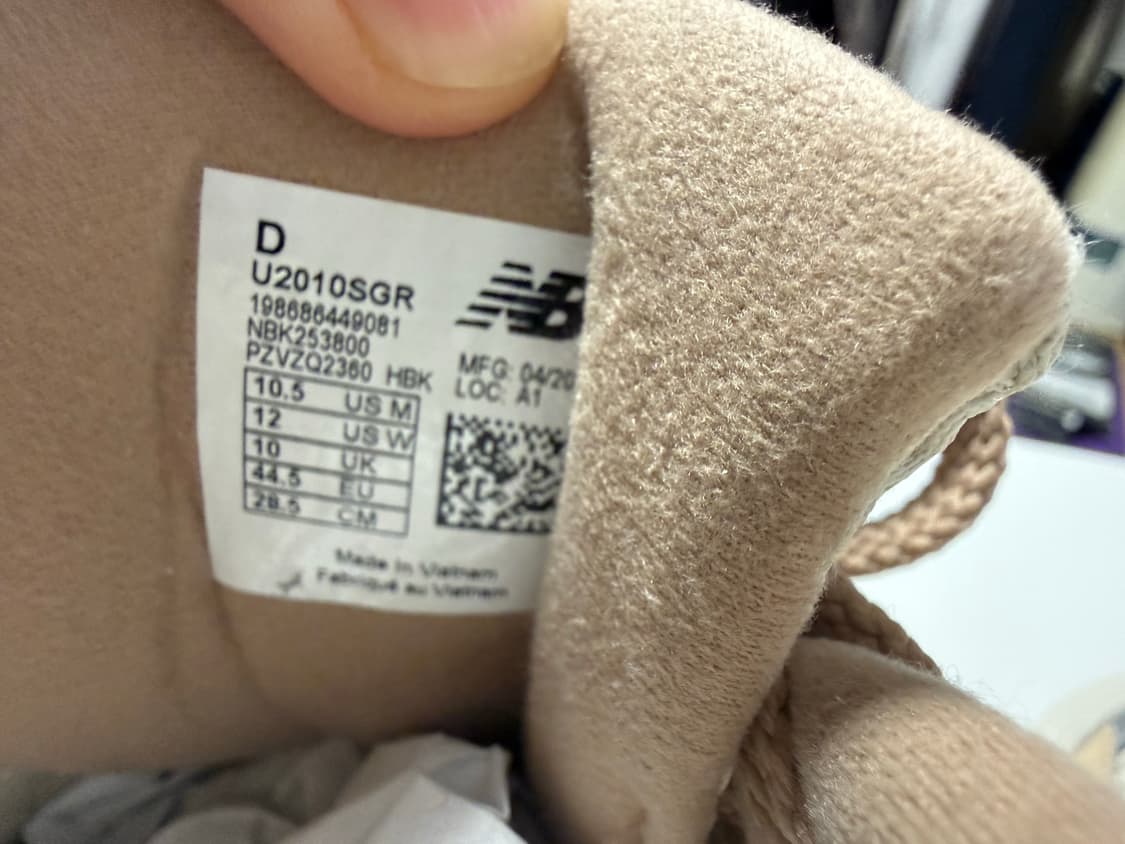 D
U2010SGR
198686449081
NBK253800
PZVZQ2360 HBK
10.5 US M
12 US W
10 UK
44.5 EU
28.5 CM
NB
MFG: 04/20
LOC: A1
Made in Vietnam
Fabriqué au Vietnam